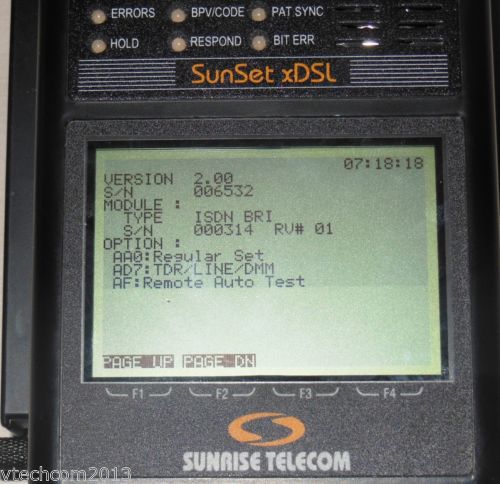 ERRORS BPV/CODE PAT SYNC
HOLD RESPOND BIT ERR
SunSet xDSL
07:18:18
VERSION 2.00
S/N 006532
MODULE :
TYPE ISDN BRI
S/N 000314 RV# 01
OPTION :
AA0:Regular Set
AD7:TDR/LINE/DMM
AF:Remote Auto Test
PAGE UP PAGE DN
F1 F2 F3 F4
SUNRISE TELECOM
vtechcom2013